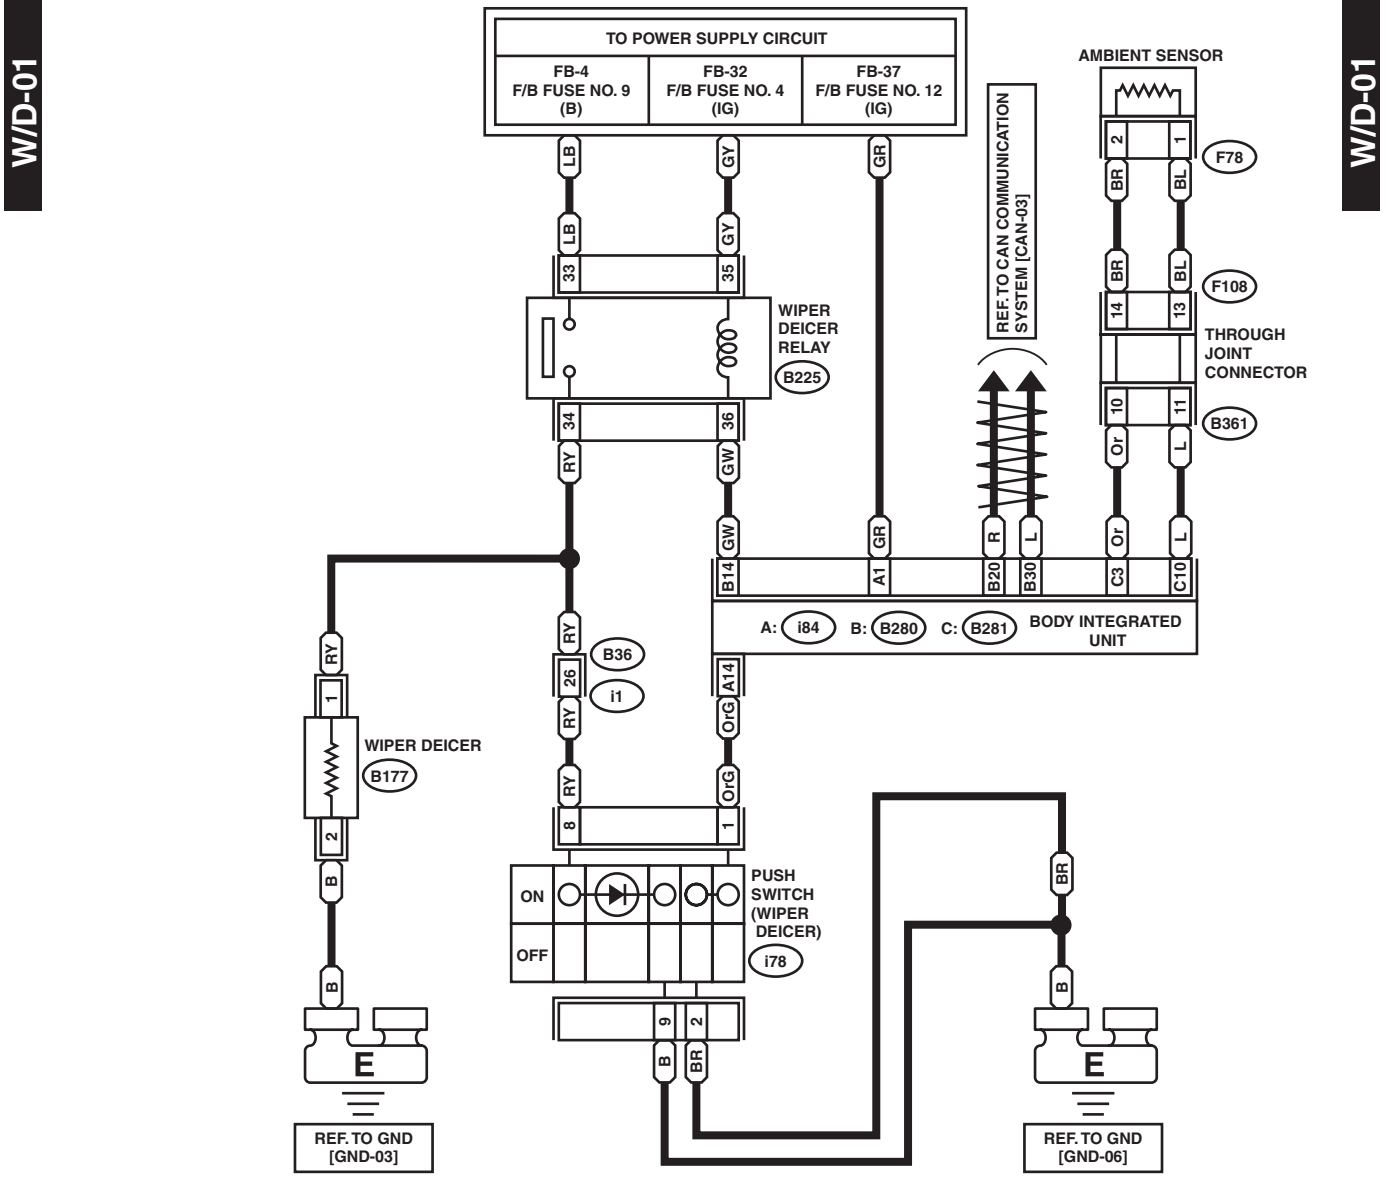 W/D-01
W/D-01
TO POWER SUPPLY CIRCUIT
FB-4
F/B FUSE NO. 9
(B)
FB-32
F/B FUSE NO. 4
(IG)
FB-37
F/B FUSE NO. 12
(IG)
AMBIENT SENSOR
REF. TO CAN COMMUNICATION
SYSTEM [CAN-03]
2
1
F78
LB
GY
GR
BR
BL
LB
GY
BR
BL
F108
33
35
14
13
WIPER
DEICER
RELAY
B225
THROUGH
JOINT
CONNECTOR
34
36
10
11
B361
RY
GW
Or
L
GW
GR
R
L
Or
L
B14
A1
B20
B30
C3
C10
A:
i84
B:
B280
C:
B281
BODY INTEGRATED
UNIT
RY
RY
B36
26
i1
A14
1
RY
OrG
WIPER DEICER
B177
RY
OrG
2
8
1
B
PUSH
SWITCH
(WIPER
DEICER)
i78
ON
OFF
BR
B
B
9
2
B
BR
E
E
REF. TO GND
[GND-03]
REF. TO GND
[GND-06]